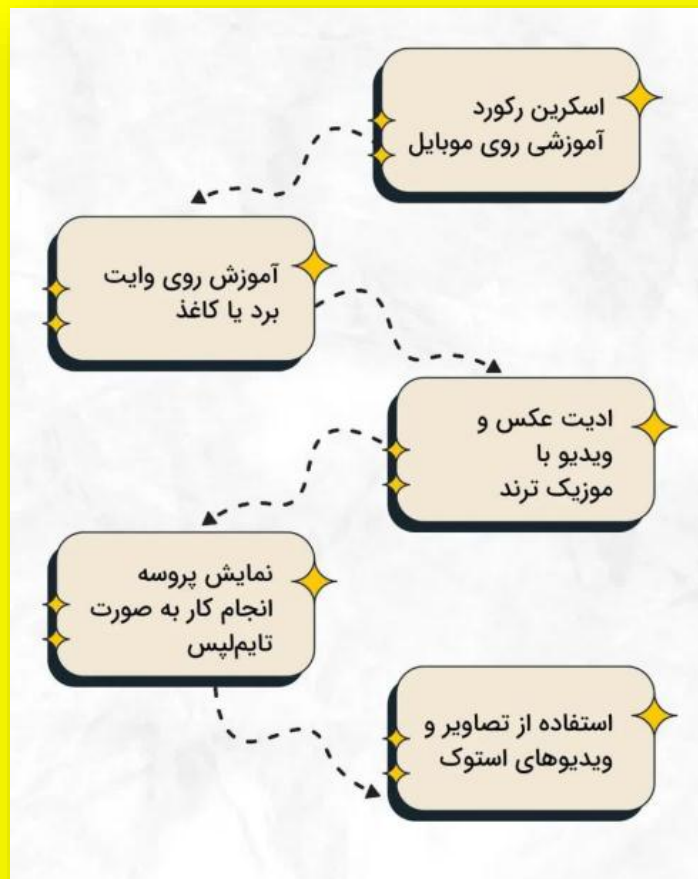 اسکرین رکورد
آموزشی روی موبایل
آموزش روی وایت
برد یا کاغذ
ادیت عکس و
ویدیو با
موزیک ترند
نمایش پروسه
انجام کار به صورت
تایم‌لپس
استفاده از تصاویر و
ویدیوهای استوک